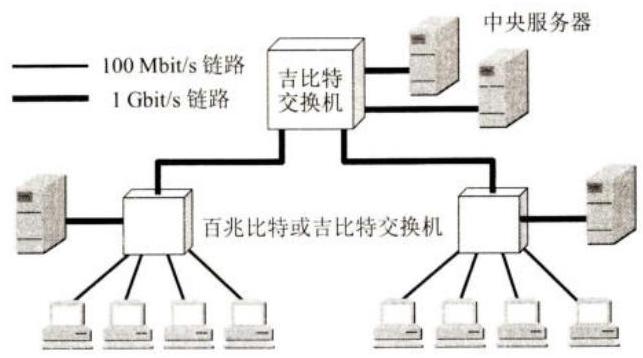 中央服务器
100 Mbit/s 链路
1 Gbit/s 链路
吉比特
交换机
百兆比特或吉比特交换机